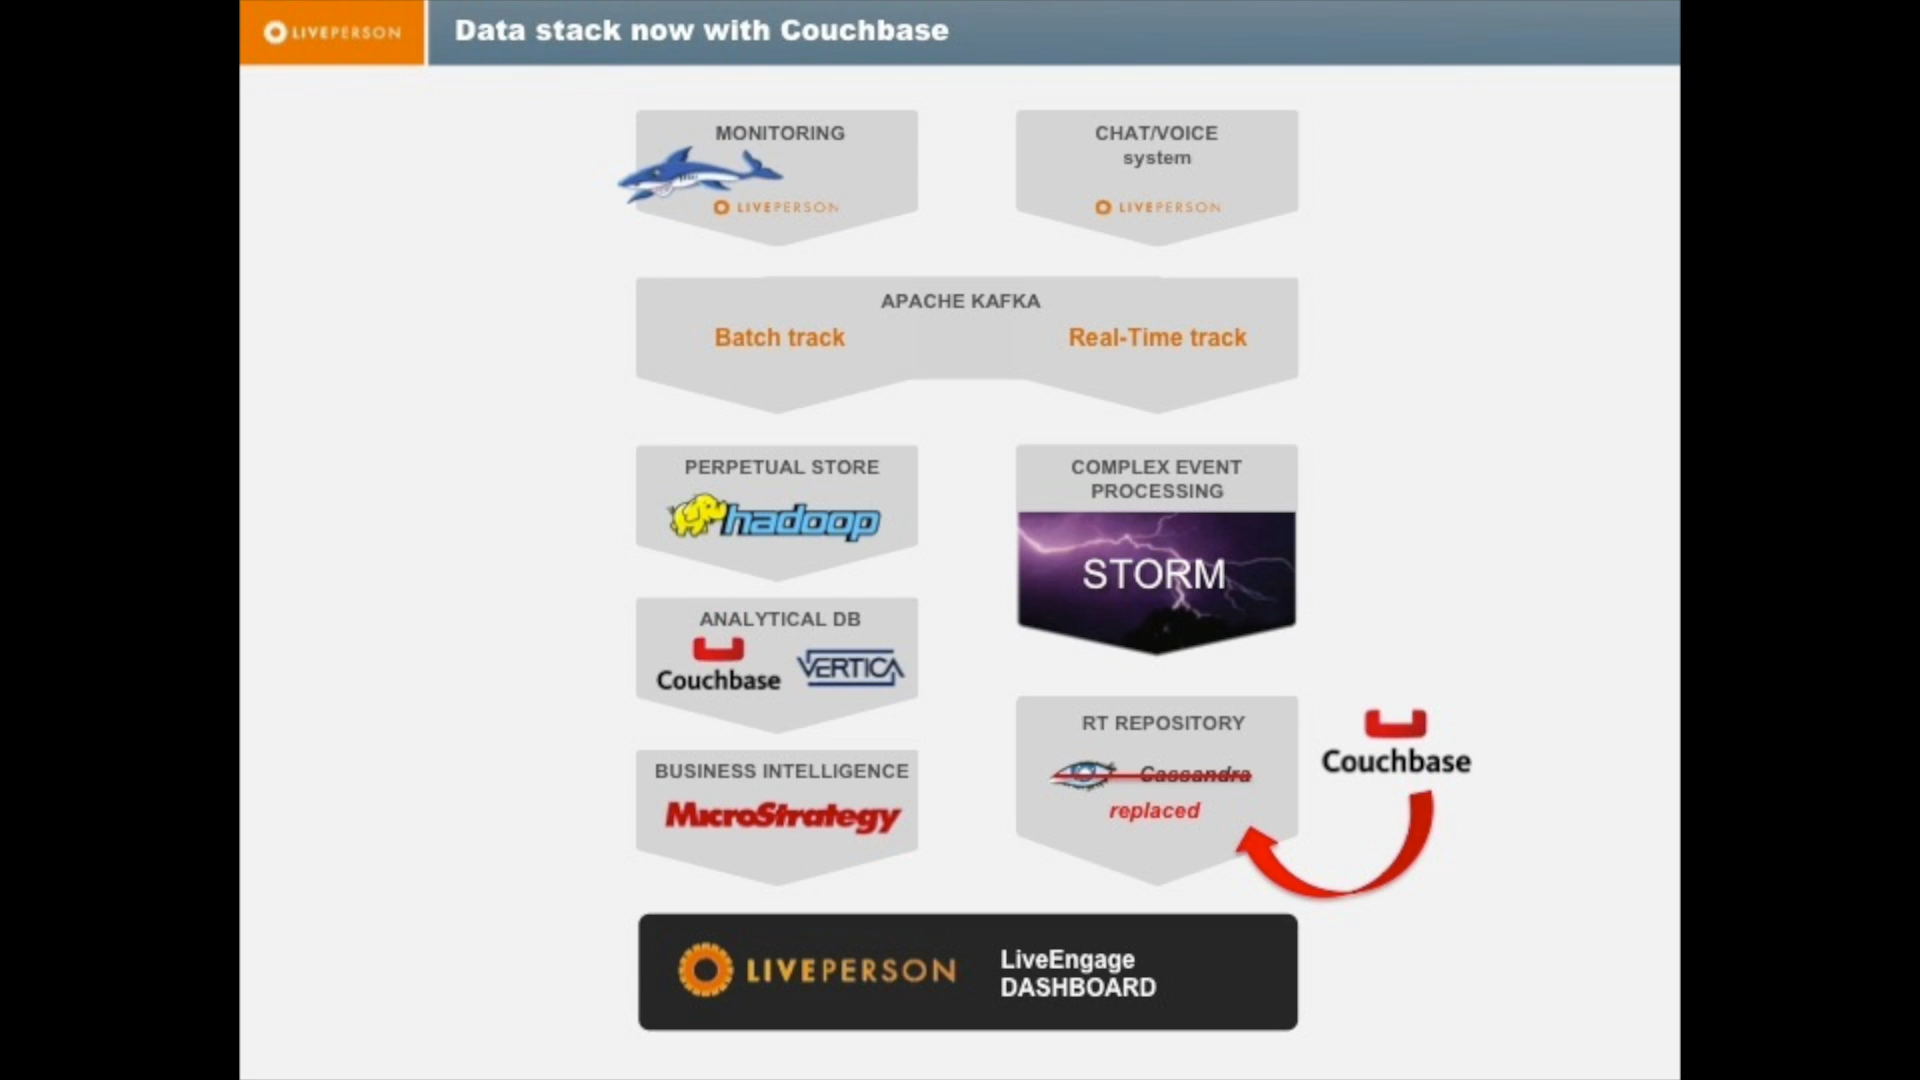 LIVEPERSON
Data stack now with Couchbase
MONITORING
LIVEPERSON
CHAT/VOICE
system
LIVEPERSON
APACHE KAFKA
Batch track
Real-Time track
PERPETUAL STORE
hadoop
COMPLEX EVENT
PROCESSING
STORM
ANALYTICAL DB
Couchbase
VERTICA
RT REPOSITORY
Cassandra
replaced
Couchbase
BUSINESS INTELLIGENCE
MicroStrategy
LIVEPERSON
LiveEngage
DASHBOARD